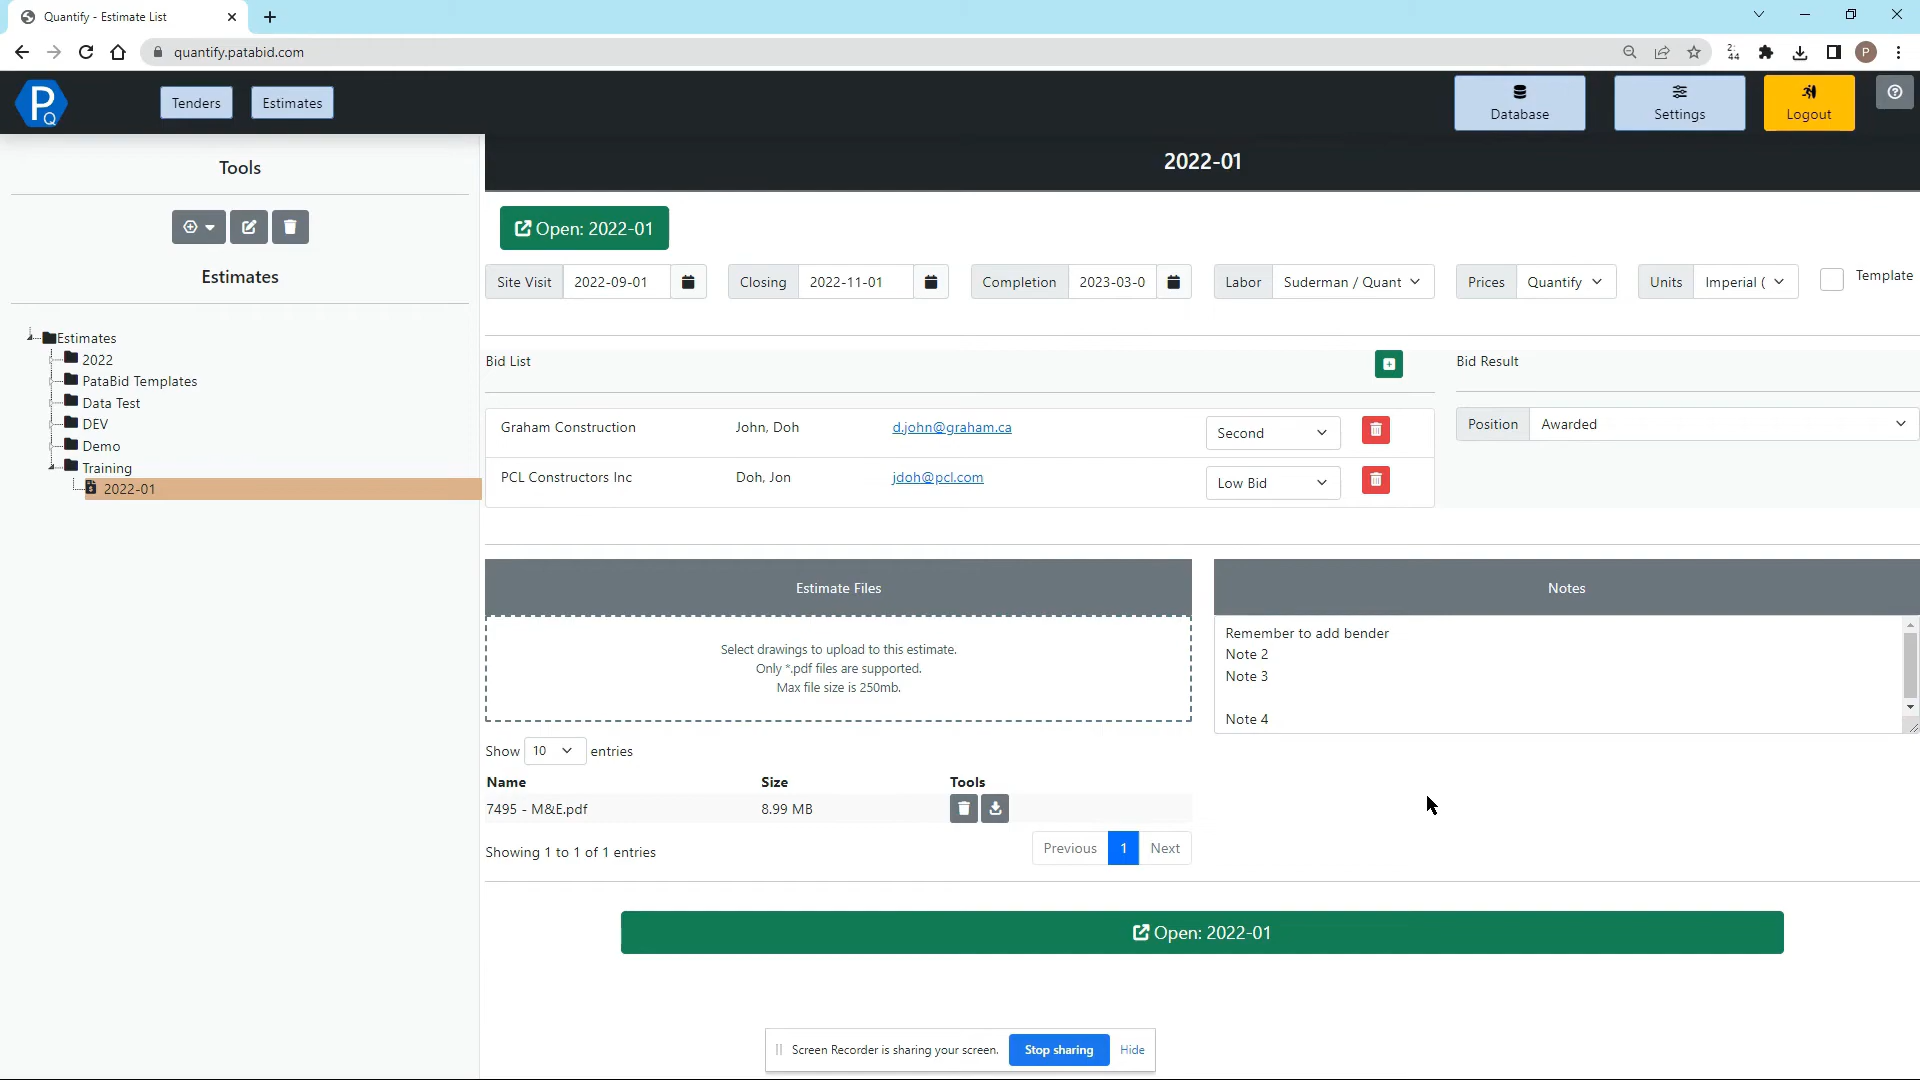 Quantify - Estimate List
quantify.patabid.com
2:
44
P
PQ
Tenders
Estimates
Database
Settings
Logout
Tools
Estimates
Estimates
2022
PataBid Templates
Data Test
DEV
Demo
Training
2022-01
2022-01
Open: 2022-01
Site Visit 2022-09-01
Closing 2022-11-01
Completion 2023-03-0
Labor Suderman / Quant
Prices Quantify
Units Imperial (
Template
Bid List
Bid Result
Graham Construction John, Doh d.john@graham.ca Second
PCL Constructors Inc Doh, Jon jdoh@pcl.com Low Bid
Position Awarded
Estimate Files
Select drawings to upload to this estimate.
Only *.pdf files are supported.
Max file size is 250mb.
Notes
Remember to add bender
Note 2
Note 3
Note 4
Show 10 entries
Name Size Tools
7495 - M&E.pdf 8.99 MB
Showing 1 to 1 of 1 entries
Previous 1 Next
Open: 2022-01
Screen Recorder is sharing your screen. Stop sharing Hide